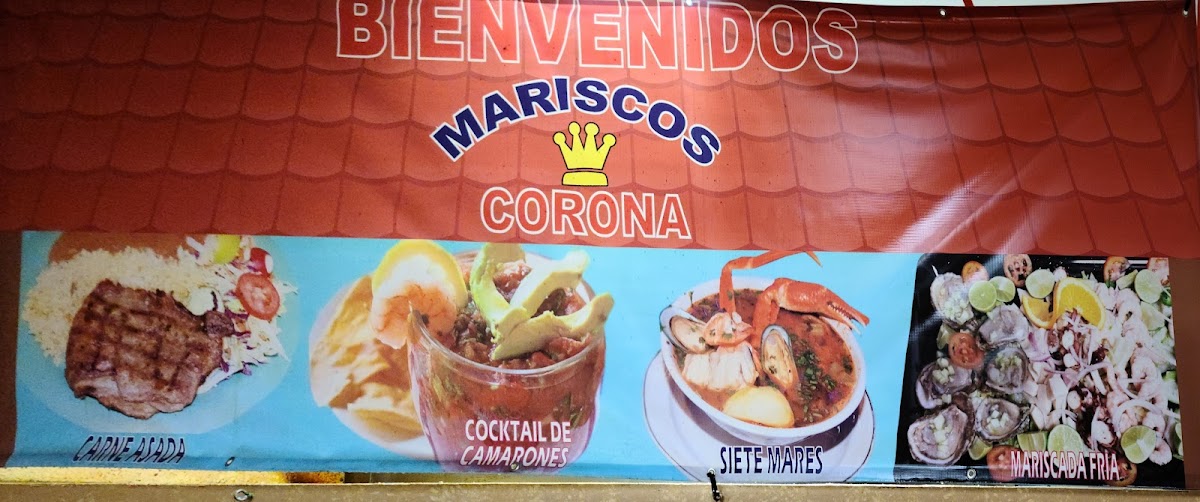 BIENVENIDOS
MARISCOS
CORONA
CARNE ASADA
COCKTAIL DE
CAMARONES
SIETE MARES
MARISCADA FRIA